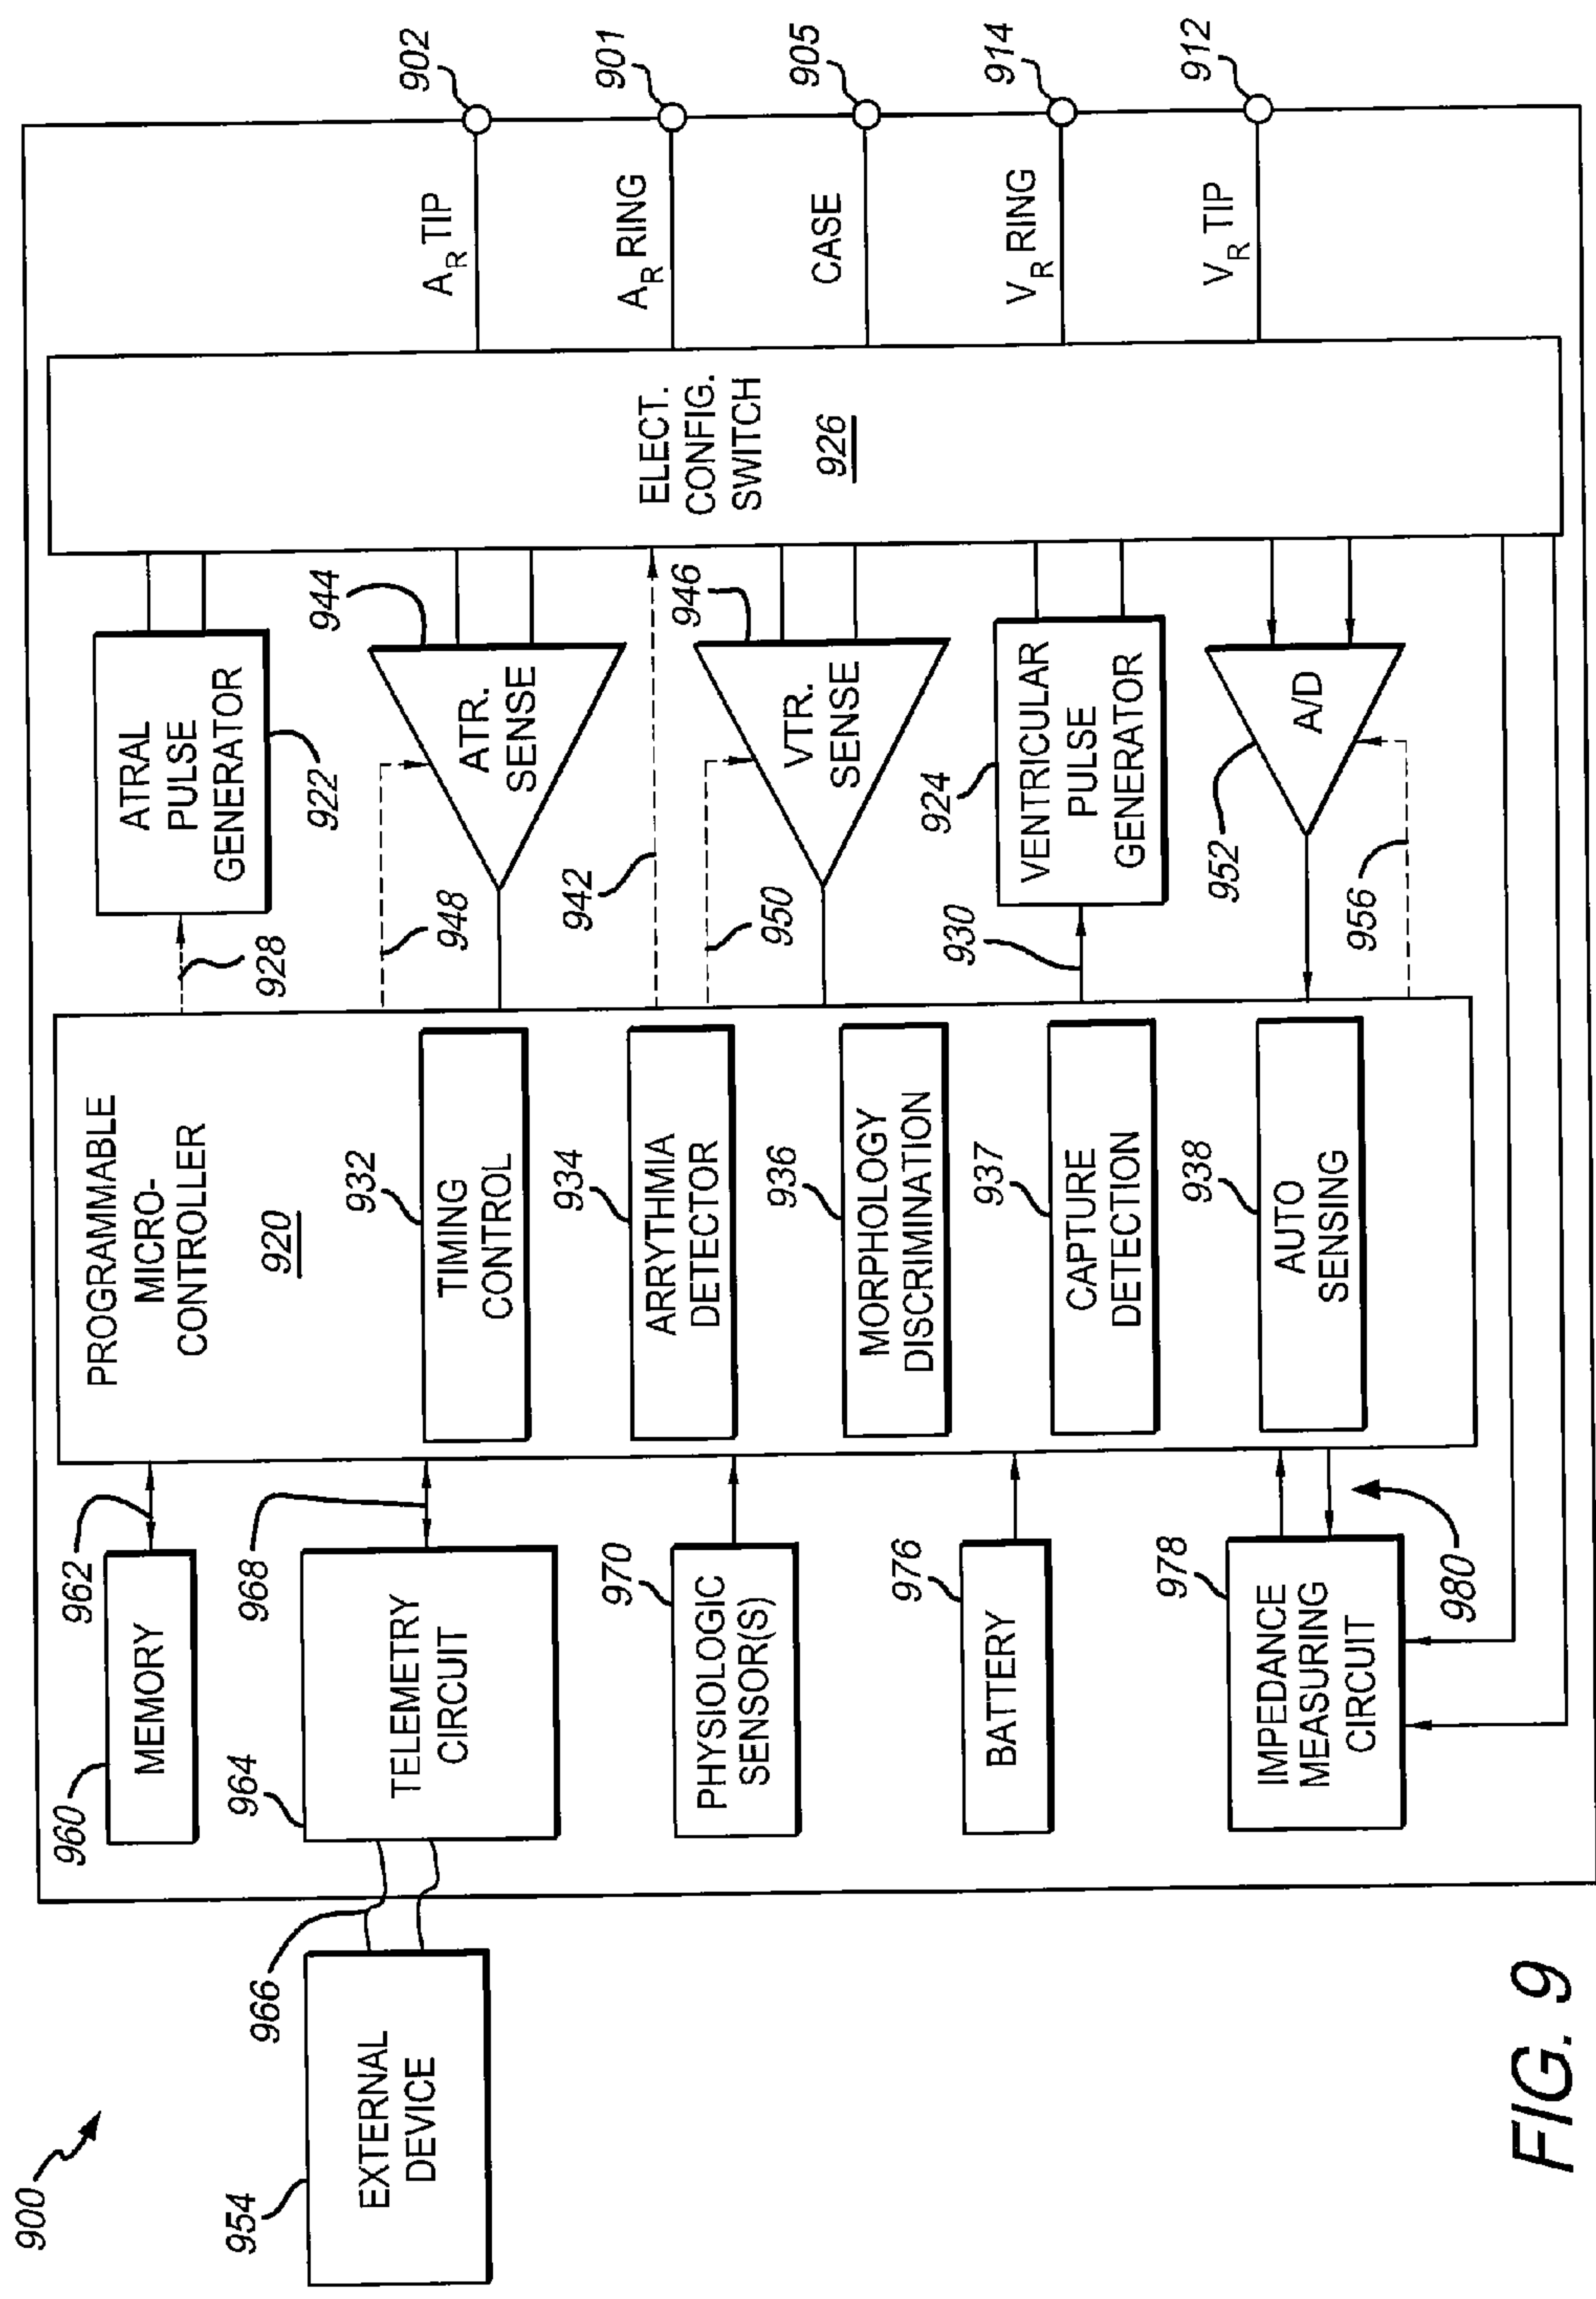 900
954
EXTERNAL
DEVICE
966
960
MEMORY
962
964
TELEMETRY
CIRCUIT
968
970
PHYSIOLOGIC
SENSOR(S)
976
BATTERY
978
IMPEDANCE
MEASURING
CIRCUIT
980
PROGRAMMABLE
MICRO-
CONTROLLER
920
932
TIMING
CONTROL
934
ARRYTHMIA
DETECTOR
936
MORPHOLOGY
DISCRIMINATION
937
CAPTURE
DETECTION
938
AUTO
SENSING
928
ATRAL
PULSE
GENERATOR
922
948
944
ATR.
SENSE
942
950
946
VTR.
SENSE
930
924
VENTRICULAR
PULSE
GENERATOR
952
A/D
956
ELECT.
CONFIG.
SWITCH
926
AR TIP
902
AR RING
901
CASE
905
VR RING
914
VR TIP
912
FIG. 9